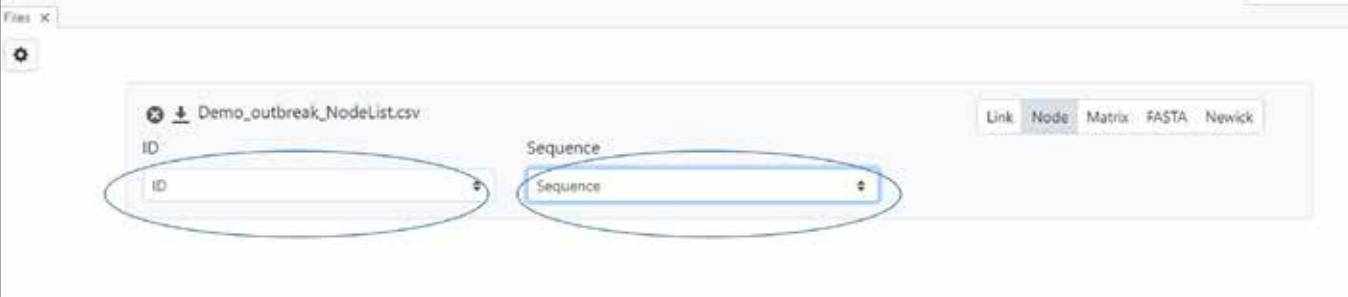 Files X
Demo_outbreak_NodeList.csv
Link Node Matrix FASTA Newick
ID Sequence
ID Sequence